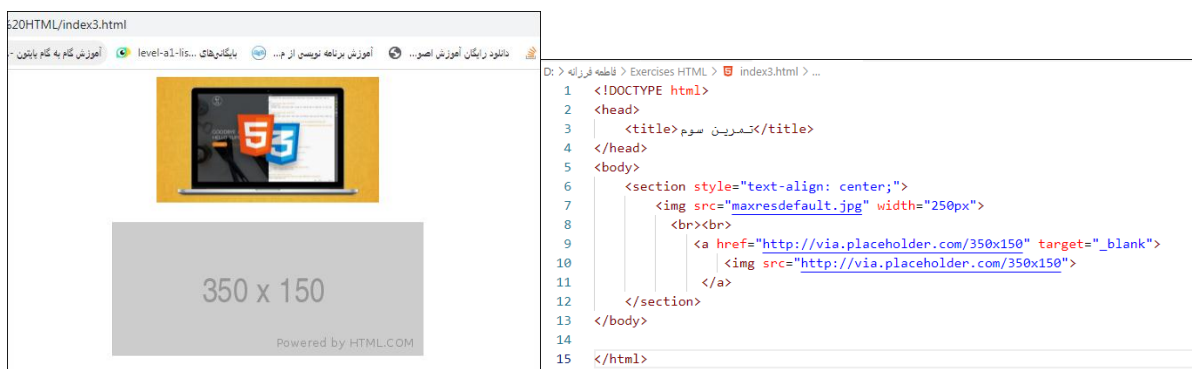 %20HTML/index3.html
آموزش گام به گام پایتون -.. level-a1-lis... بایگانی‌های آموزش برنامه نویسی از م... دانلود رایگان آموزش اصو...
5 3
350 x 150
Powered by HTML.COM
D: > فاطمه فرزانه > Exercises HTML > 5 index3.html > ...
1 <!DOCTYPE html>
2 <head>
3 <title>تمرین سوم</title>
4 </head>
5 <body>
6 <section style="text-align: center;">
7 <img src="maxresdefault.jpg" width="250px">
8 <br><br>
9 <a href="http://via.placeholder.com/350x150" target="_blank">
10 <img src="http://via.placeholder.com/350x150">
11 </a>
12 </section>
13 </body>
14
15 </html>